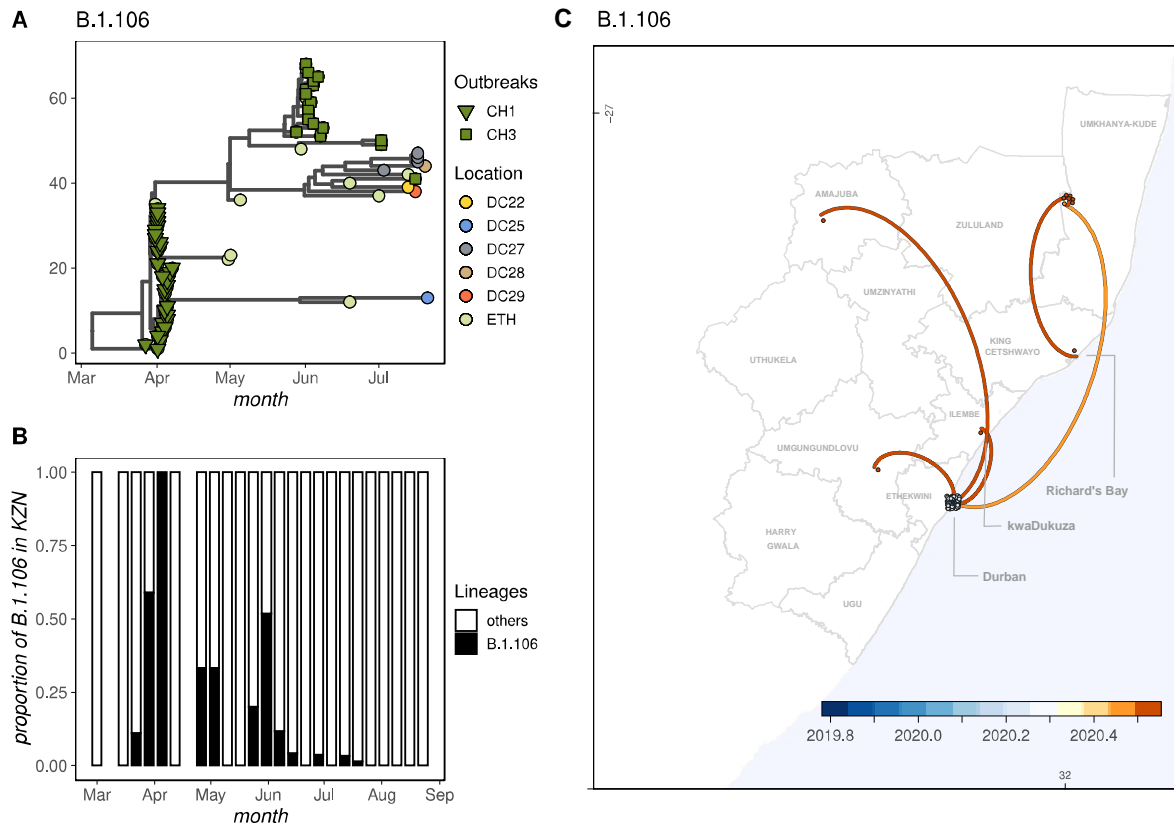 A
B.1.106
60
40
20
0
Mar
Apr
May
Jun
Jul
month
Outbreaks
CH1
CH3
Location
DC22
DC25
DC27
DC28
DC29
ETH
B
1.00
0.75
0.50
0.25
0.00
proportion of B.1.106 in KZN
Mar
Apr
May
Jun
Jul
Aug
Sep
month
Lineages
others
B.1.106
C
B.1.106
-27
UMKHANYA-KUDE
AMAJUBA
ZULULAND
UMZINYATHI
UTHUKELA
KING
CETSHWAYO
ILEMBE
UMGUNGUNDLOVU
ETHEKWINI
Richard's Bay
kwaDukuza
HARRY
GWALA
Durban
UGU
2019.8
2020.0
2020.2
2020.4
32